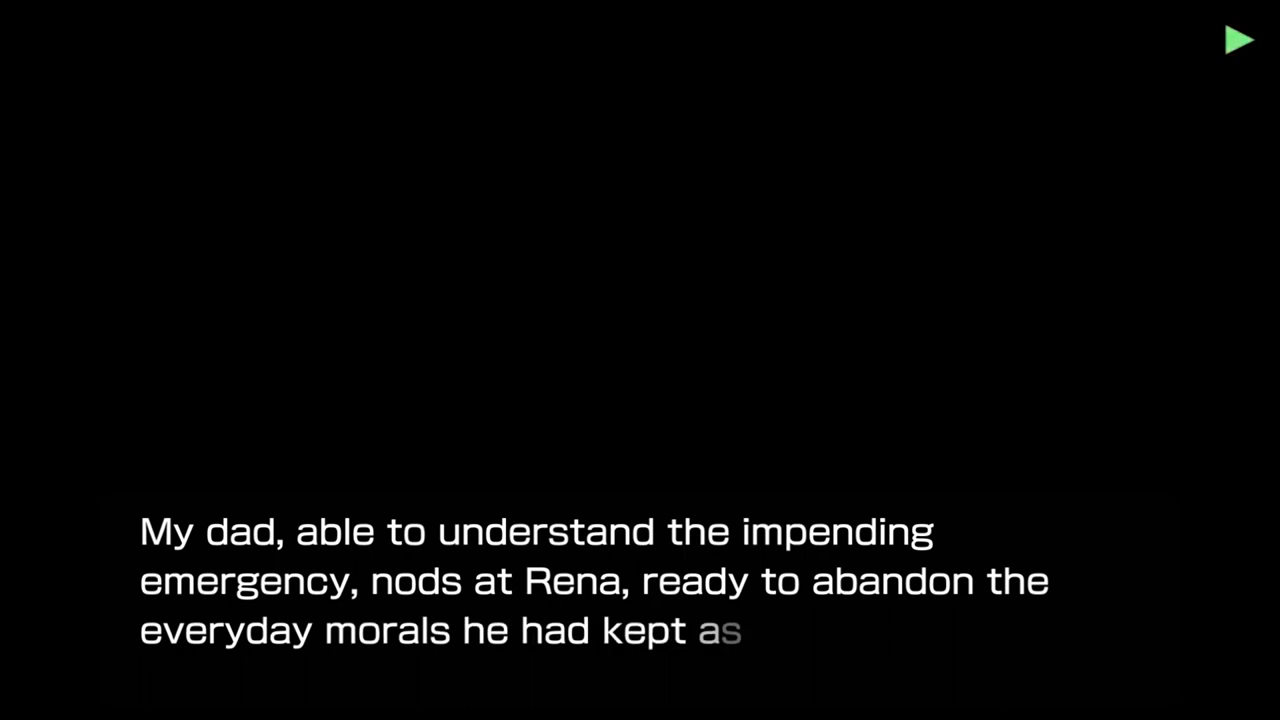 My dad, able to understand the impending
emergency, nods at Rena, ready to abandon the
everyday morals he had kept as